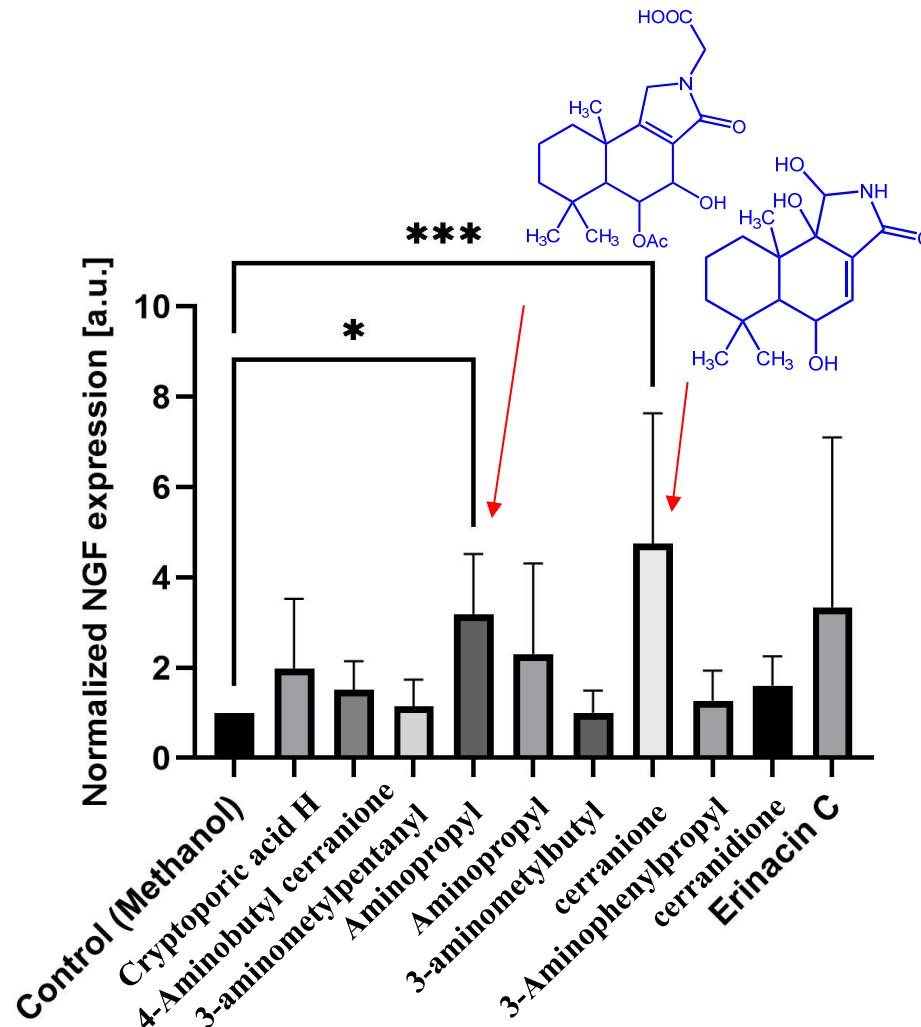 HOOC
N
H₃C
O
HO
OH
HO
NH
H₃C
O
H₃C
CH₃
OAc
***
H₃C
CH₃
OH
*
Normalized NGF expression [a.u.]
10
8
6
4
2
0
Control (Methanol)
Cryptoporic acid H
4-Aminobutyl cerranione
3-aminometylpentanyl
Aminopropyl
Aminopropyl
3-aminometylbutyl
cerranione
3-Aminophenylpropyl
cerranidione
Erinacin C